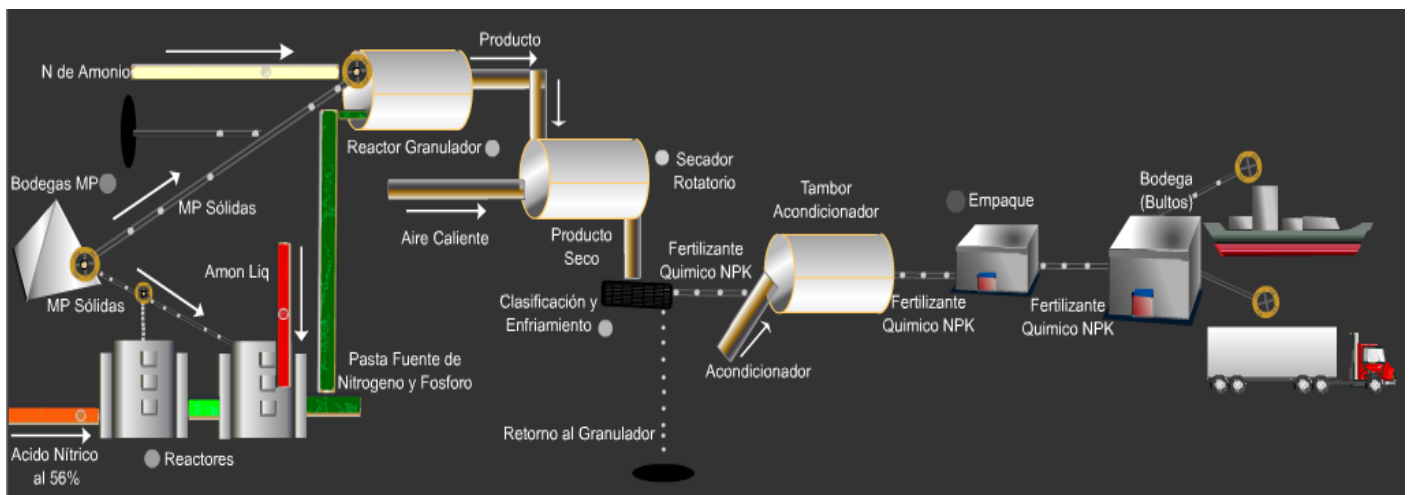 Producto
N de Amonio
Reactor Granulador
Secador
Rotatorio
Bodegas MP
MP Sólidas
Aire Caliente
Producto
Seco
Tambor
Acondicionador
Empaque
Bodega
(Bultos)
Amon Liq
MP Sólidas
Fertilizante
Quimico NPK
Clasificación y
Enfriamiento
Fertilizante
Quimico NPK
Fertilizante
Quimico NPK
Pasta Fuente de
Nitrogeno y Fosforo
Acondicionador
Retorno al Granulador
Acido Nítrico
al 56%
Reactores